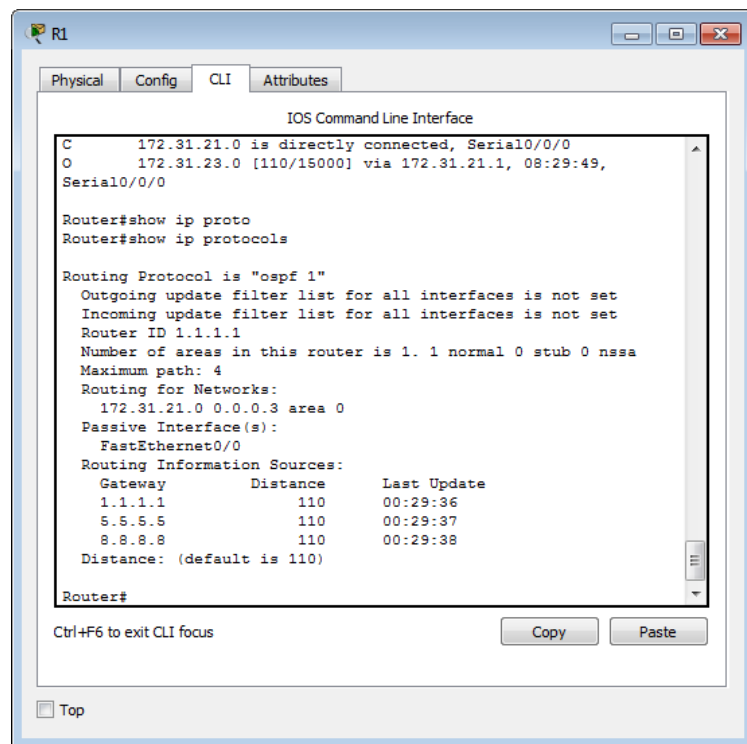 R1
Physical Config CLI Attributes
IOS Command Line Interface
C 172.31.21.0 is directly connected, Serial0/0/0
O 172.31.23.0 [110/15000] via 172.31.21.1, 08:29:49,
Serial0/0/0
Router#show ip proto
Router#show ip protocols
Routing Protocol is "ospf 1"
Outgoing update filter list for all interfaces is not set
Incoming update filter list for all interfaces is not set
Router ID 1.1.1.1
Number of areas in this router is 1. 1 normal 0 stub 0 nssa
Maximum path: 4
Routing for Networks:
172.31.21.0 0.0.0.3 area 0
Passive Interface(s):
FastEthernet0/0
Routing Information Sources:
Gateway Distance Last Update
1.1.1.1 110 00:29:36
5.5.5.5 110 00:29:37
8.8.8.8 110 00:29:38
Distance: (default is 110)
Router#
Ctrl+F6 to exit CLI focus Copy Paste
Top